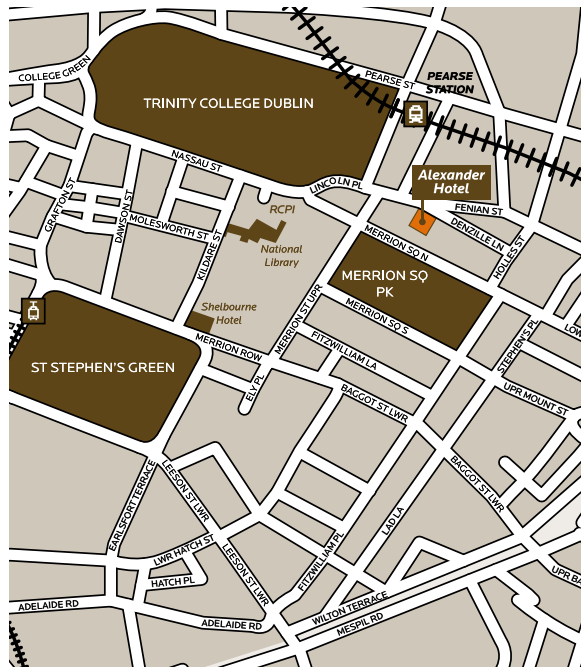 COLLEGE GREEN
PEARSE ST
PEARSE
STATION
TRINITY COLLEGE DUBLIN
NASSAU ST
LINCOLN PL
Alexander
Hotel
FENIAN ST
DENZILLE LN
GRAFTON ST
DAWSON ST
MOLESWORTH ST
KILDARE ST
RCPI
National
Library
MERRION SQ N
HOLLES ST
MERRION SQ
PK
MERRION ST UPR
MERRION SQ S
Shelbourne
Hotel
STEPHEN'S PL
LOW
MERRION ROW
FITZWILLIAM LA
ST STEPHEN'S GREEN
ELY PL
BAGGOT ST LWR
UPR MOUNT ST
BAGGOT ST LWR
EARLSFORT TERRACE
LEESON ST LWR
LAD LA
LWR HATCH ST
LEESON ST LWR
FITZWILLIAM PL
HATCH PL
UPR BA
WILTON TERRACE
MESPIL RD
ADELAIDE RD
ADELAIDE RD